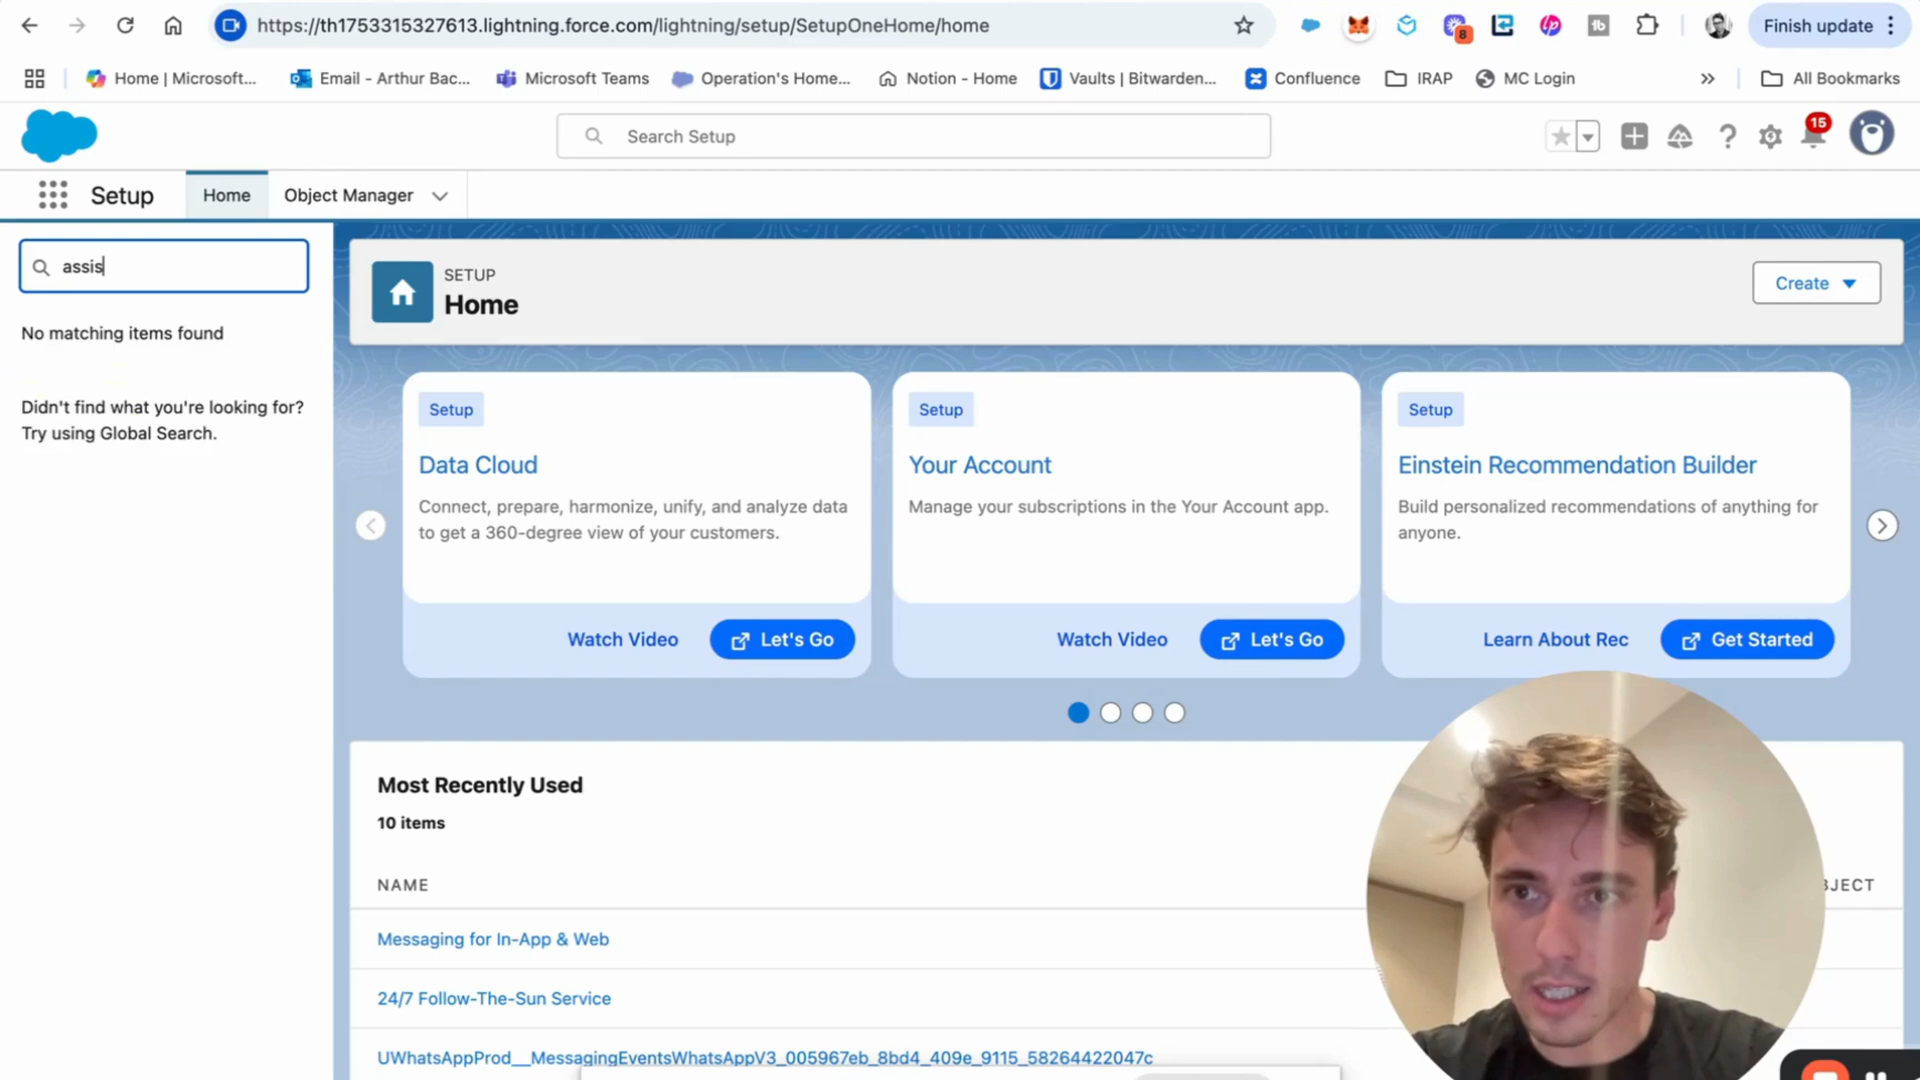 https://th1753315327613.lightning.force.com/lightning/setup/SetupOneHome/home
8
Finish update
Home | Microsoft...
Email - Arthur Bac...
Microsoft Teams
Operation's Home...
Notion - Home
Vaults | Bitwarden...
Confluence
IRAP
MC Login
»
All Bookmarks
Search Setup
15
Setup
Home
Object Manager
assis
No matching items found
Didn't find what you're looking for?
Try using Global Search.
SETUP
Home
Create
Setup
Data Cloud
Connect, prepare, harmonize, unify, and analyze data
to get a 360-degree view of your customers.
Watch Video
Let's Go
Setup
Your Account
Manage your subscriptions in the Your Account app.
Watch Video
Let's Go
Setup
Einstein Recommendation Builder
Build personalized recommendations of anything for
anyone.
Learn About Rec
Get Started
Most Recently Used
10 items
NAME
Messaging for In-App & Web
24/7 Follow-The-Sun Service
UWhatsAppProd__MessagingEventsWhatsAppV3_005967eb_8bd4_409e_9115_58264422047c